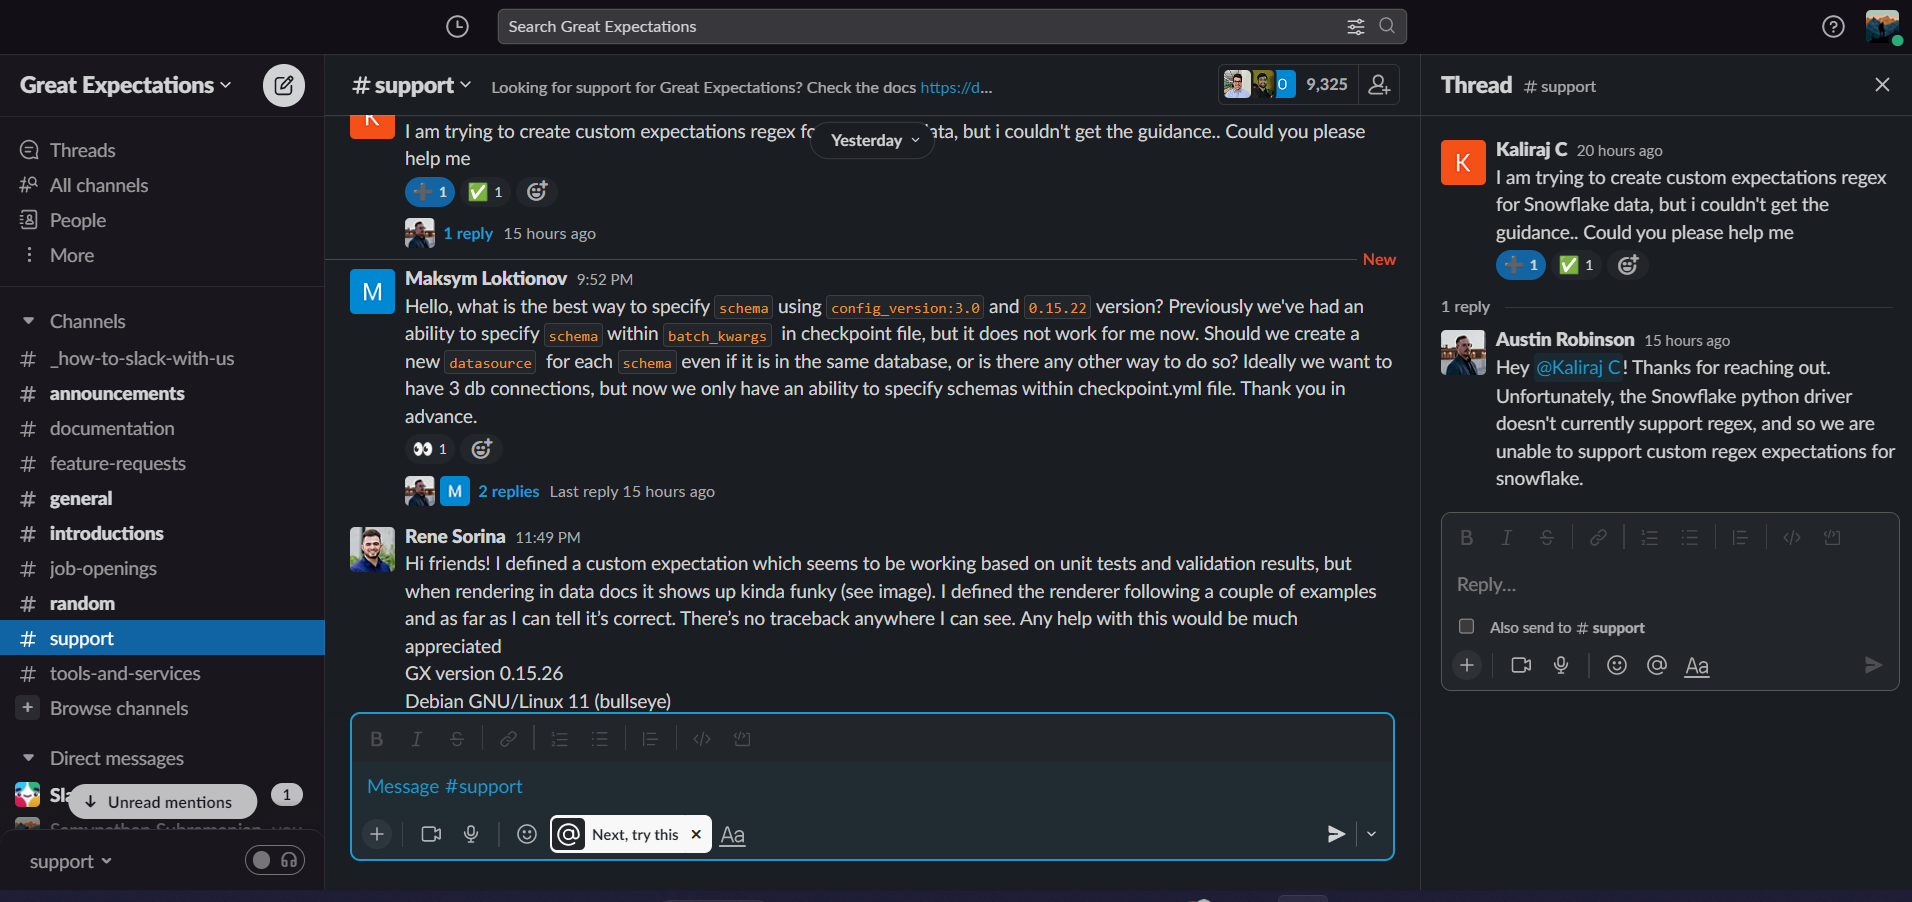 Search Great Expectations
Great Expectations
Threads
All channels
People
More
Channels
# _how-to-slack-with-us
# announcements
# documentation
# feature-requests
# general
# introductions
# job-openings
# random
# support
# tools-and-services
+ Browse channels
Direct messages
Unread mentions
1
support
# support
Looking for support for Great Expectations? Check the docs https://d...
9,325
K
I am trying to create custom expectations regex
Yesterday
but i couldn't get the guidance.. Could you please
help me
1
1
1 reply 15 hours ago
New
M
Maksym Loktionov 9:52 PM
Hello, what is the best way to specify schema using config_version:3.0 and 0.15.22 version? Previously we've had an
ability to specify schema within batch_kwargs in checkpoint file, but it does not work for me now. Should we create a
new datasource for each schema even if it is in the same database, or is there any other way to do so? Ideally we want to
have 3 db connections, but now we only have an ability to specify schemas within checkpoint.yml file. Thank you in
advance.
1
M 2 replies Last reply 15 hours ago
Rene Sorina 11:49 PM
Hi friends! I defined a custom expectation which seems to be working based on unit tests and validation results, but
when rendering in data docs it shows up kinda funky (see image). I defined the renderer following a couple of examples
and as far as I can tell it’s correct. There’s no traceback anywhere I can see. Any help with this would be much
appreciated
GX version 0.15.26
Debian GNU/Linux 11 (bullseye)
B I S
Message #support
@ Next, try this × Aa
Thread # support
K
Kaliraj C 20 hours ago
I am trying to create custom expectations regex
for Snowflake data, but i couldn't get the
guidance.. Could you please help me
1
1
1 reply
Austin Robinson 15 hours ago
Hey @Kaliraj C! Thanks for reaching out.
Unfortunately, the Snowflake python driver
doesn't currently support regex, and so we are
unable to support custom regex expectations for
snowflake.
B I S
Reply...
Also send to # support
@ Aa